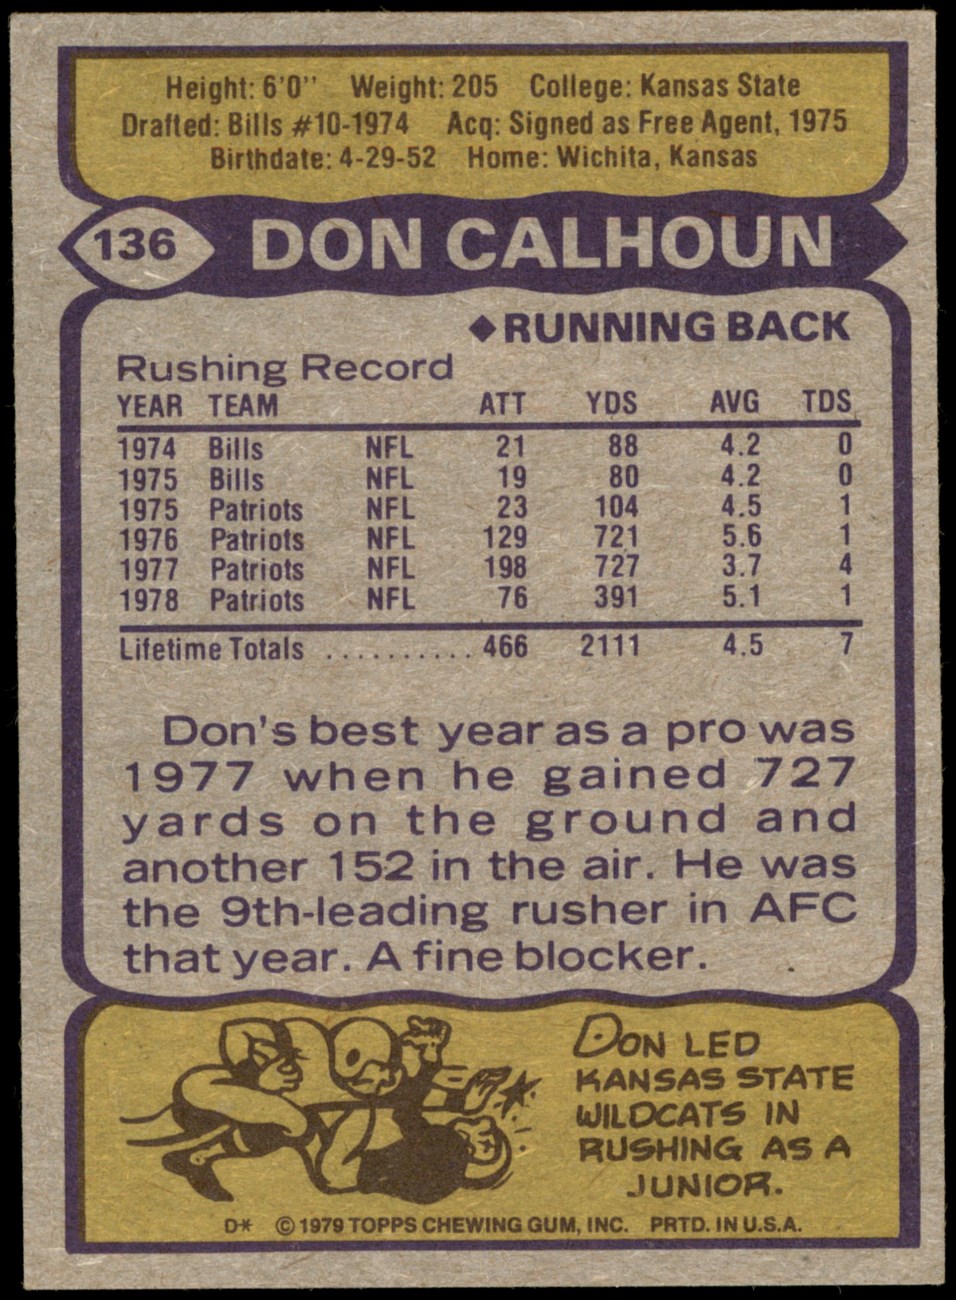 Height: 6'0" Weight: 205 College: Kansas State
Drafted: Bills #10-1974 Acq: Signed as Free Agent, 1975
Birthdate: 4-29-52 Home: Wichita, Kansas
136 DON CALHOUN
◆RUNNING BACK
Rushing Record
YEAR TEAM ATT YDS AVG TDS
1974 Bills NFL 21 88 4.2 0
1975 Bills NFL 19 80 4.2 0
1975 Patriots NFL 23 104 4.5 1
1976 Patriots NFL 129 721 5.6 1
1977 Patriots NFL 198 727 3.7 4
1978 Patriots NFL 76 391 5.1 1
Lifetime Totals .......... 466 2111 4.5 7
Don's best year as a pro was
1977 when he gained 727
yards on the ground and
another 152 in the air. He was
the 9th-leading rusher in AFC
that year. A fine blocker.
DON LED
KANSAS STATE
WILDCATS IN
RUSHING AS A
JUNIOR.
D* © 1979 TOPPS CHEWING GUM, INC. PRTD. IN U.S.A.